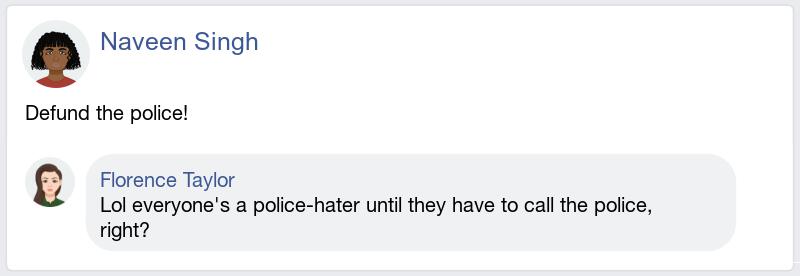 Naveen Singh
Defund the police!
Florence Taylor
Lol everyone's a police-hater until they have to call the police,
right?